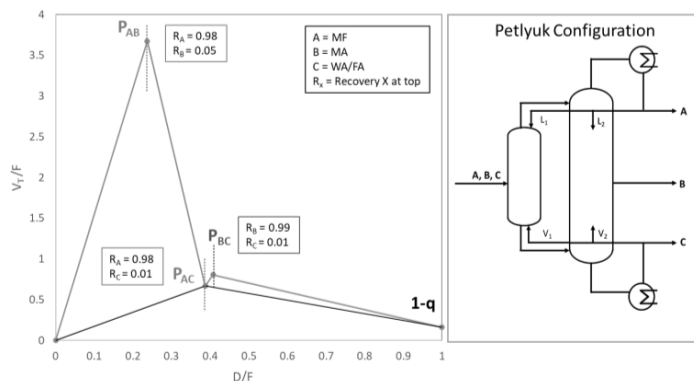 4
3.5
3
2.5
2
1.5
1
0.5
0
V_T/F
0
0.1
0.2
0.3
0.4
0.5
0.6
0.7
0.8
0.9
1
D/F
P_AB
R_A = 0.98
R_B = 0.05
A = MF
B = MA
C = WA/FA
R_x = Recovery X at top
R_B = 0.99
R_C = 0.01
P_BC
R_A = 0.98
R_C = 0.01
P_AC
1-q
Petlyuk Configuration
L_1
L_2
A
A, B, C
B
V_1
V_2
C